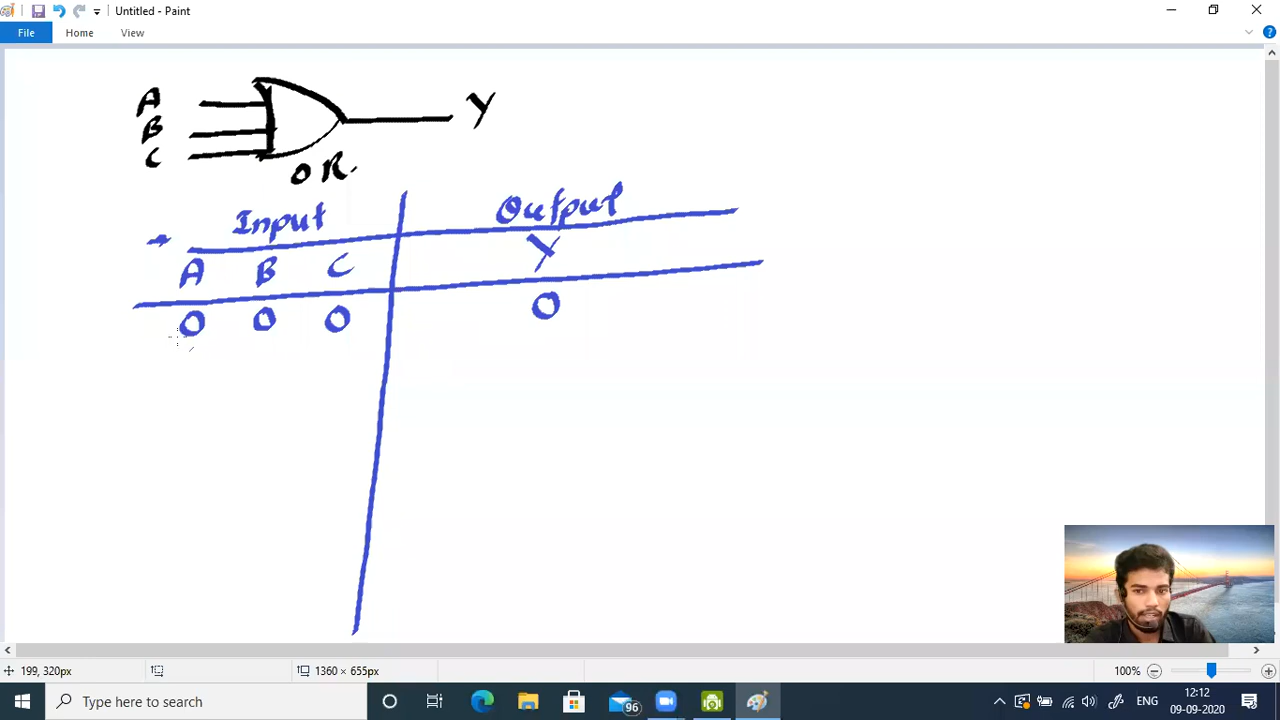 Untitled - Paint
File Home View
A
B
C
Y
OR.
Input Output
A B C Y
0 0 0 0
199, 320px 1360 × 655px 100%
Type here to search
96
ENG
12:12
09-09-2020